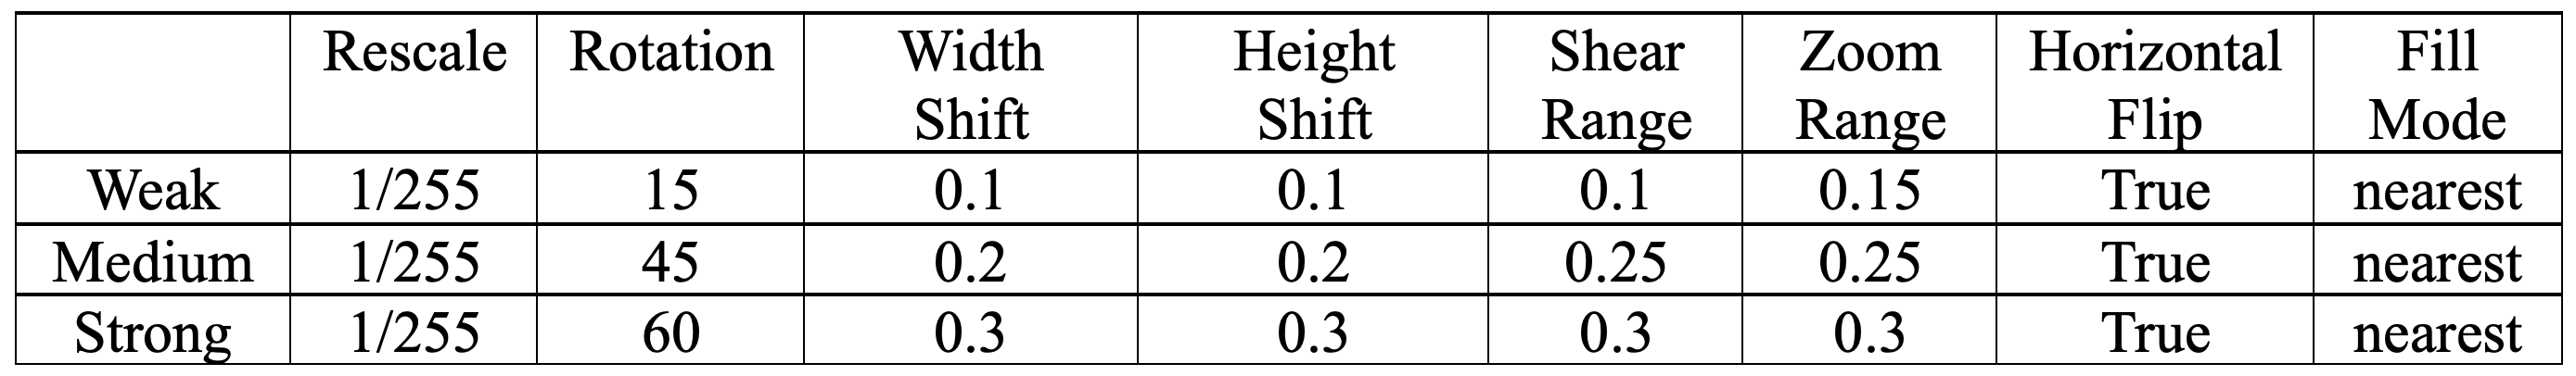 Rescale Rotation Width Shift Height Shift Shear Range Zoom Range Horizontal Flip Fill Mode
Weak 1/255 15 0.1 0.1 0.1 0.15 True nearest
Medium 1/255 45 0.2 0.2 0.25 0.25 True nearest
Strong 1/255 60 0.3 0.3 0.3 0.3 True nearest